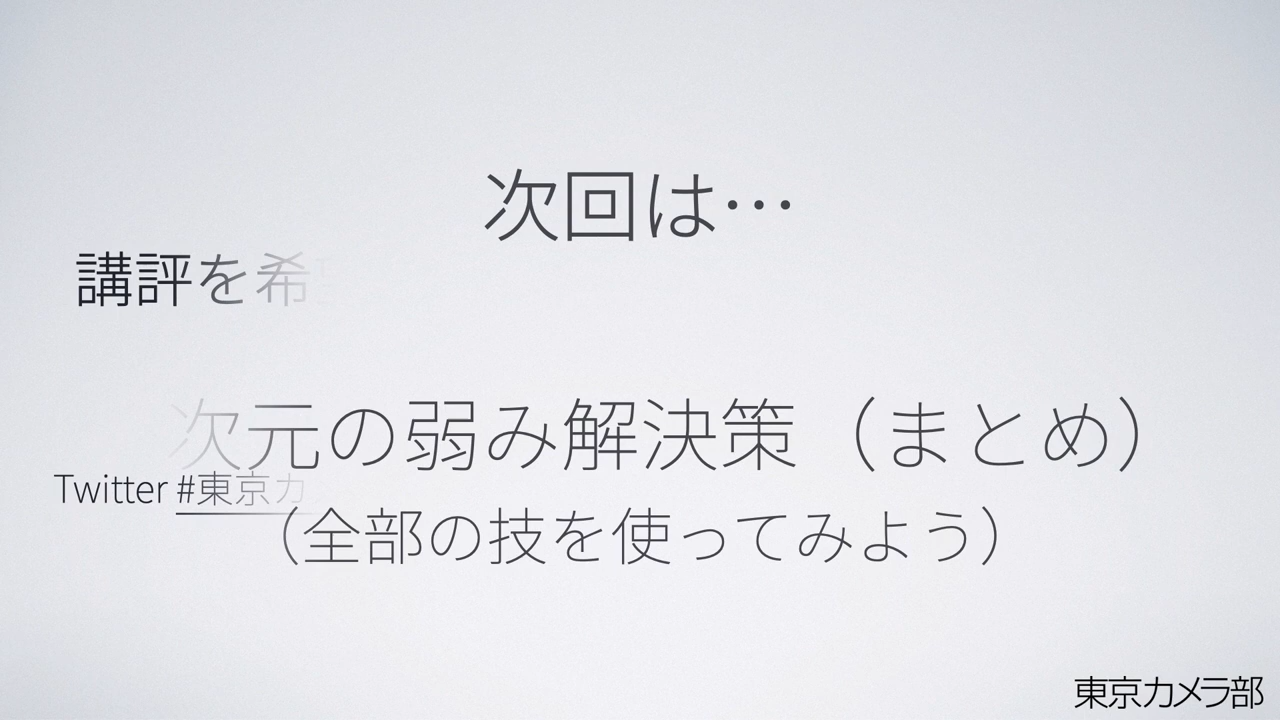 次回は…
講評を希
次元の弱み解決策（まとめ）
Twitter #東京カ
（全部の技を使ってみよう）
東京カメラ部